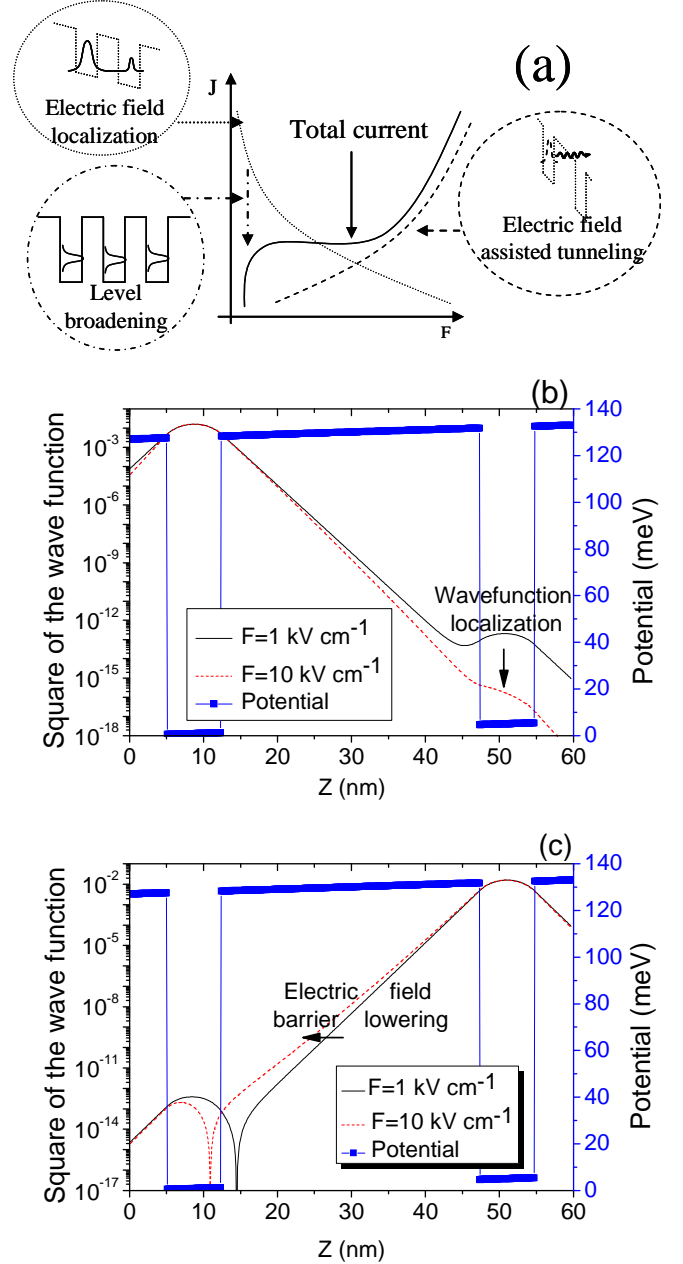 (a)
J
Electric field
localization
Total current
Level
broadening
Electric field
assisted tunneling
F
(b)
Square of the wave function
10^-3
10^-6
10^-9
10^-12
10^-15
10^-18
140
120
100
80
60
40
20
0
Potential (meV)
Wavefunction
localization
F=1 kV cm^-1
F=10 kV cm^-1
Potential
0 10 20 30 40 50 60
Z (nm)
(c)
Square of the wave function
10^-2
10^-5
10^-8
10^-11
10^-14
10^-17
140
120
100
80
60
40
20
0
Potential (meV)
Electric field
barrier lowering
F=1 kV cm^-1
F=10 kV cm^-1
Potential
0 10 20 30 40 50 60
Z (nm)